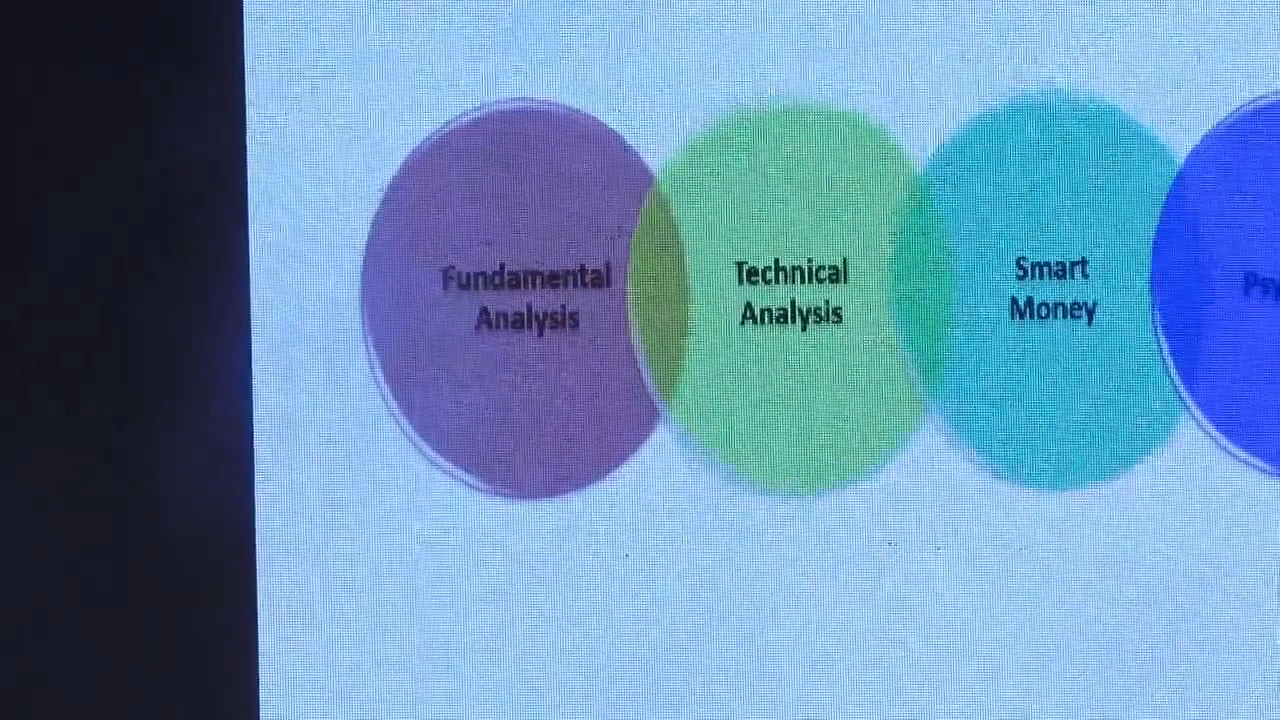 Fundamental
Analysis
Technical
Analysis
Smart
Money